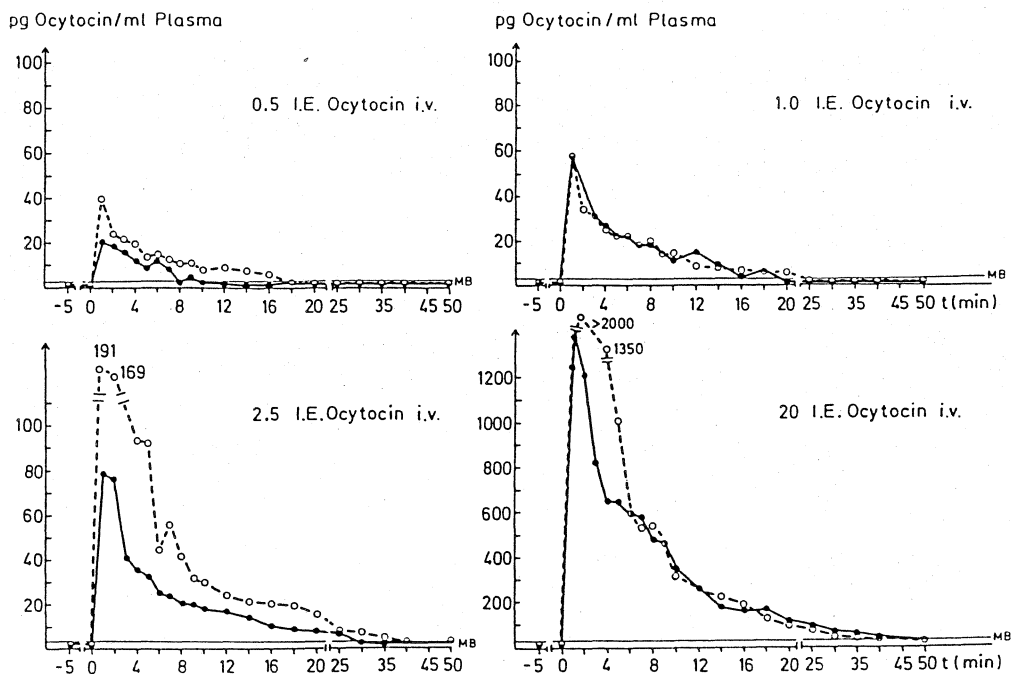 pg Ocytocin/ml Plasma
100
80
60
40
20
0.5 I.E. Ocytocin i.v.
MB
-5 0 4 8 12 16 20 25 35 45 50
pg Ocytocin/ml Plasma
100
80
60
40
20
1.0 I.E. Ocytocin i.v.
MB
-5 0 4 8 12 16 20 25 35 45 50 t(min)
191
169
100
80
60
40
20
2.5 I.E. Ocytocin i.v.
MB
-5 0 4 8 12 16 20 25 35 45 50
>2000
1350
1200
1000
800
600
400
200
20 I.E. Ocytocin i.v.
MB
-5 0 4 8 12 16 20 25 35 45 50 t(min)